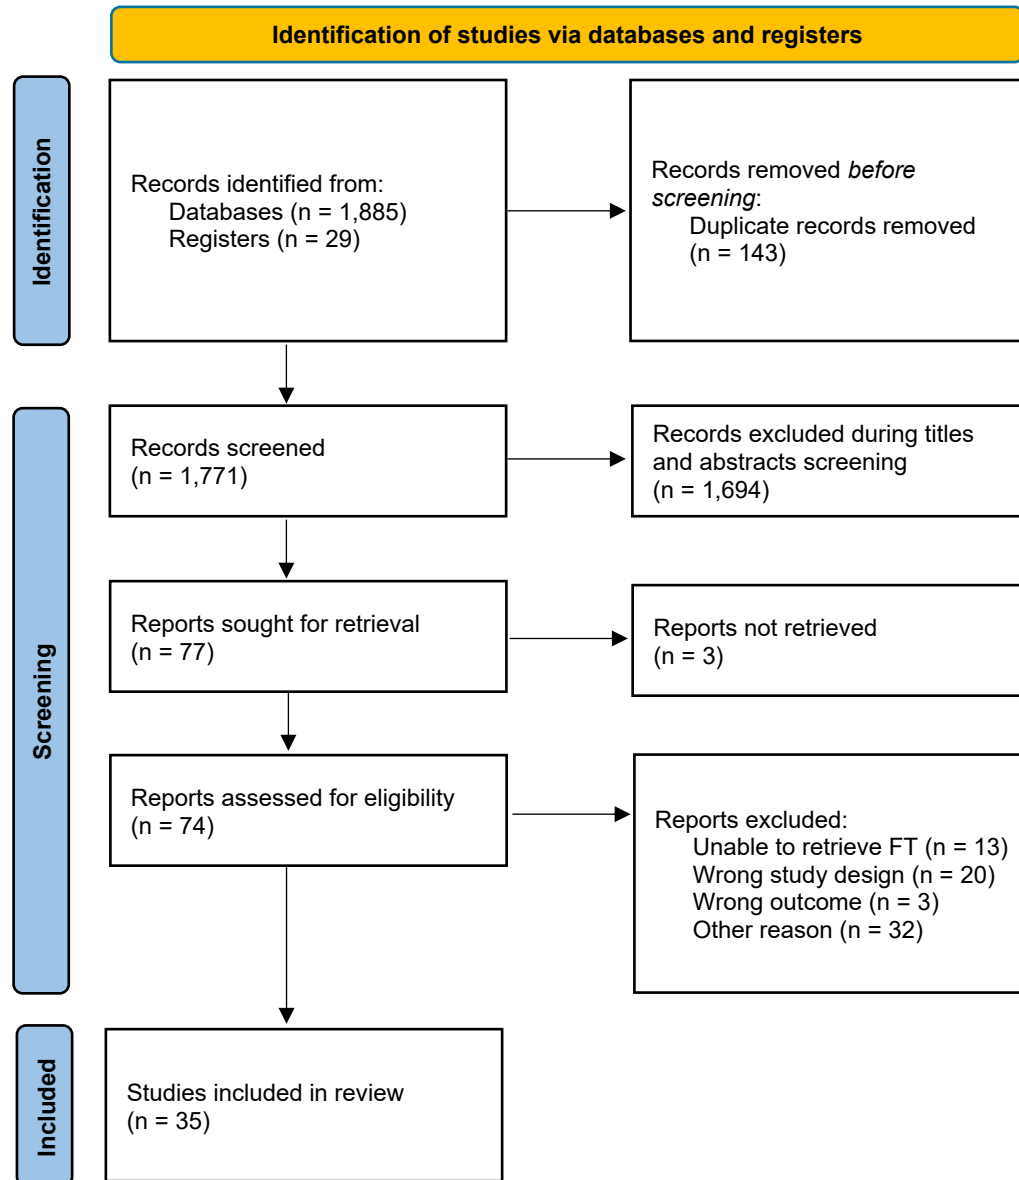 Identification of studies via databases and registers
Identification
Records identified from:
Databases (n = 1,885)
Registers (n = 29)
Records removed before
screening:
Duplicate records removed
(n = 143)
Screening
Records screened
(n = 1,771)
Records excluded during titles
and abstracts screening
(n = 1,694)
Reports sought for retrieval
(n = 77)
Reports not retrieved
(n = 3)
Reports assessed for eligibility
(n = 74)
Reports excluded:
Unable to retrieve FT (n = 13)
Wrong study design (n = 20)
Wrong outcome (n = 3)
Other reason (n = 32)
Included
Studies included in review
(n = 35)